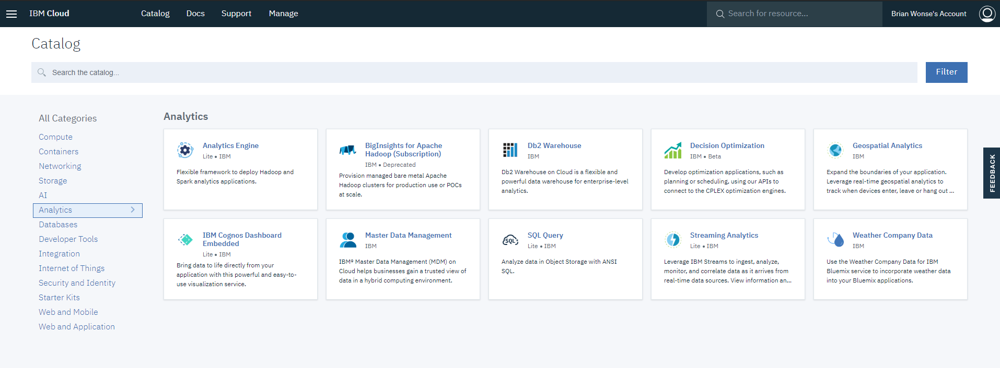 IBM Cloud
Catalog Docs Support Manage
Search for resource...
Brian Wonse's Account
Catalog
Search the catalog...
Filter
All Categories
Compute
Containers
Networking
Storage
AI
Analytics
Databases
Developer Tools
Integration
Internet of Things
Security and Identity
Starter Kits
Web and Mobile
Web and Application
Analytics
Analytics Engine
Lite • IBM
Flexible framework to deploy Hadoop and
Spark analytics applications.
BigInsights for Apache
Hadoop (Subscription)
IBM • Deprecated
Provision managed bare metal Apache
Hadoop clusters for production use or POCs
at scale.
Db2 Warehouse
IBM
Db2 Warehouse on Cloud is a flexible and
powerful data warehouse for enterprise-level
analytics.
Decision Optimization
IBM • Beta
Develop optimization applications, such as
planning or scheduling, using our APIs to
connect to the CPLEX optimization engines.
Geospatial Analytics
IBM
Expand the boundaries of your application.
Leverage real-time geospatial analytics to
track when devices enter, leave or hang out ...
IBM Cognos Dashboard
Embedded
Lite • IBM
Bring data to life directly from your
application with this powerful and easy-to-
use visualization service.
Master Data Management
IBM
IBM® Master Data Management (MDM) on
Cloud helps businesses gain a trusted view of
data in a hybrid computing environment.
SQL
SQL Query
Lite • IBM
Analyze data in Object Storage with ANSI
SQL.
Streaming Analytics
Lite • IBM
Leverage IBM Streams to ingest, analyze,
monitor, and correlate data as it arrives from
real-time data sources. View information an...
Weather Company Data
IBM
Use the Weather Company Data for IBM
Bluemix service to incorporate weather data
into your Bluemix applications.
FEEDBACK